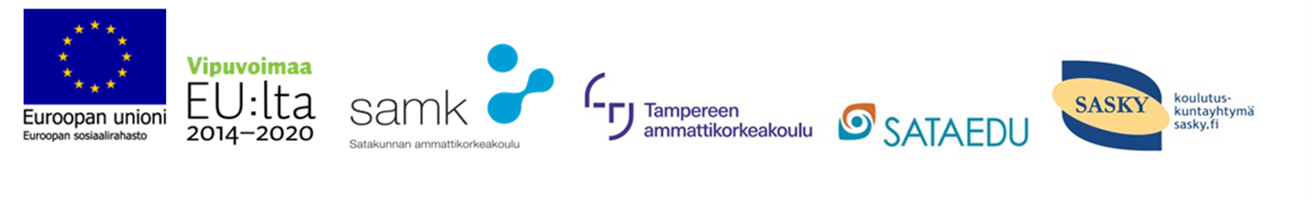 Euroopan unioni
Euroopan sosiaalirahasto
Vipuvoimaa
EU:lta
2014–2020
samk
Satakunnan ammattikorkeakoulu
Tampereen
ammattikorkeakoulu
SATAEDU
SASKY
koulutus-
kuntayhtymä
sasky.fi